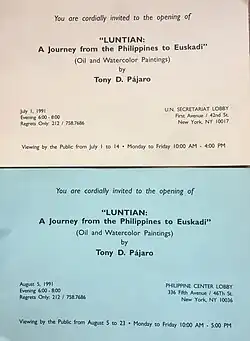 You are cordially invited to the opening of
"LUNTIAN:
A Journey from the Philippines to Euskadi"
(Oil and Watercolor Paintings)
by
Tony D. Pájaro
July 1, 1991
Evening 6:00 - 8:00
Regrets Only: 212 / 758.7686
U.N. SECRETARIAT LOBBY
First Avenue / 42nd St.
New York, NY 10017
Viewing by the Public from July 1 to 14 • Monday to Friday 10:00 AM - 4:00 PM
You are cordially invited to the opening of
"LUNTIAN:
A Journey from the Philippines to Euskadi"
(Oil and Watercolor Paintings)
by
Tony D. Pájaro
August 5, 1991
Evening 6:00 - 8:00
Regrets Only: 212 / 758.7686
PHILIPPINE CENTER LOBBY
336 Fifth Avenue / 46th St.
New York, NY 10036
Viewing by the Public from August 5 to 23 • Monday to Friday 10:00 AM - 5:00 PM